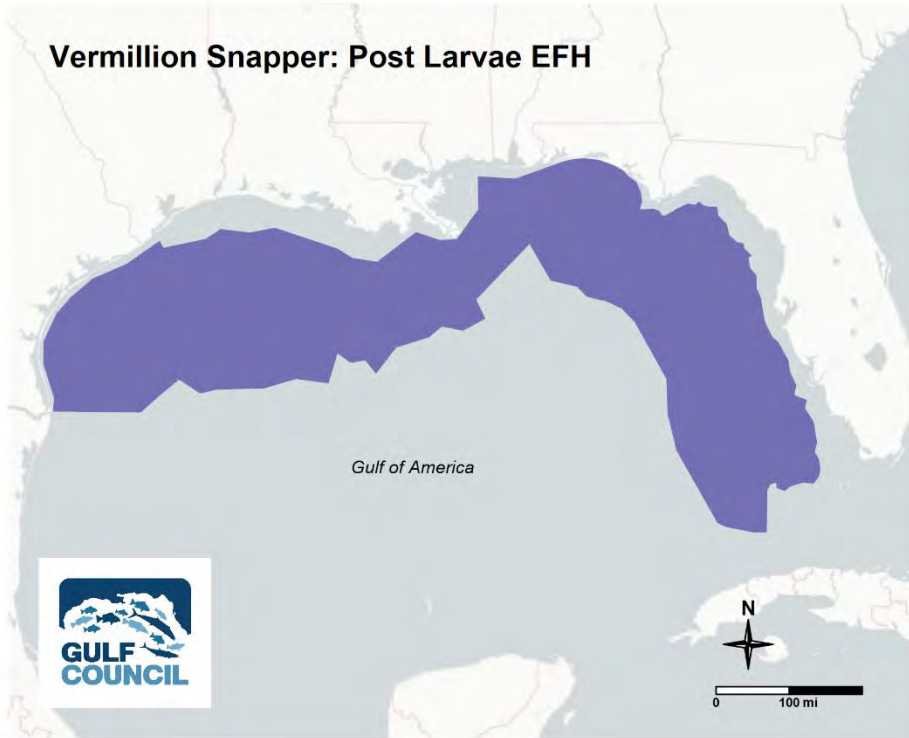 Vermillion Snapper: Post Larvae EFH
Gulf of America
GULF
COUNCIL
N
0 100 mi